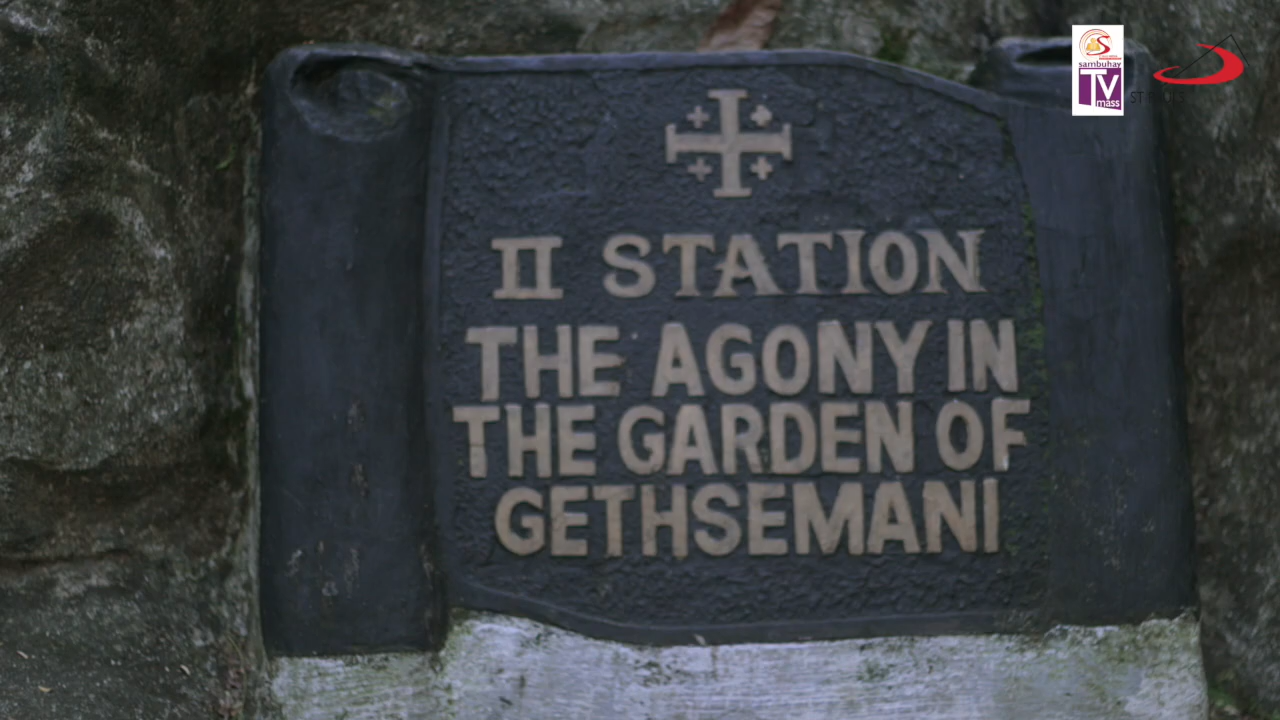 sambuhay
TV
mass
II STATION
THE AGONY IN
THE GARDEN OF
GETHSEMANI